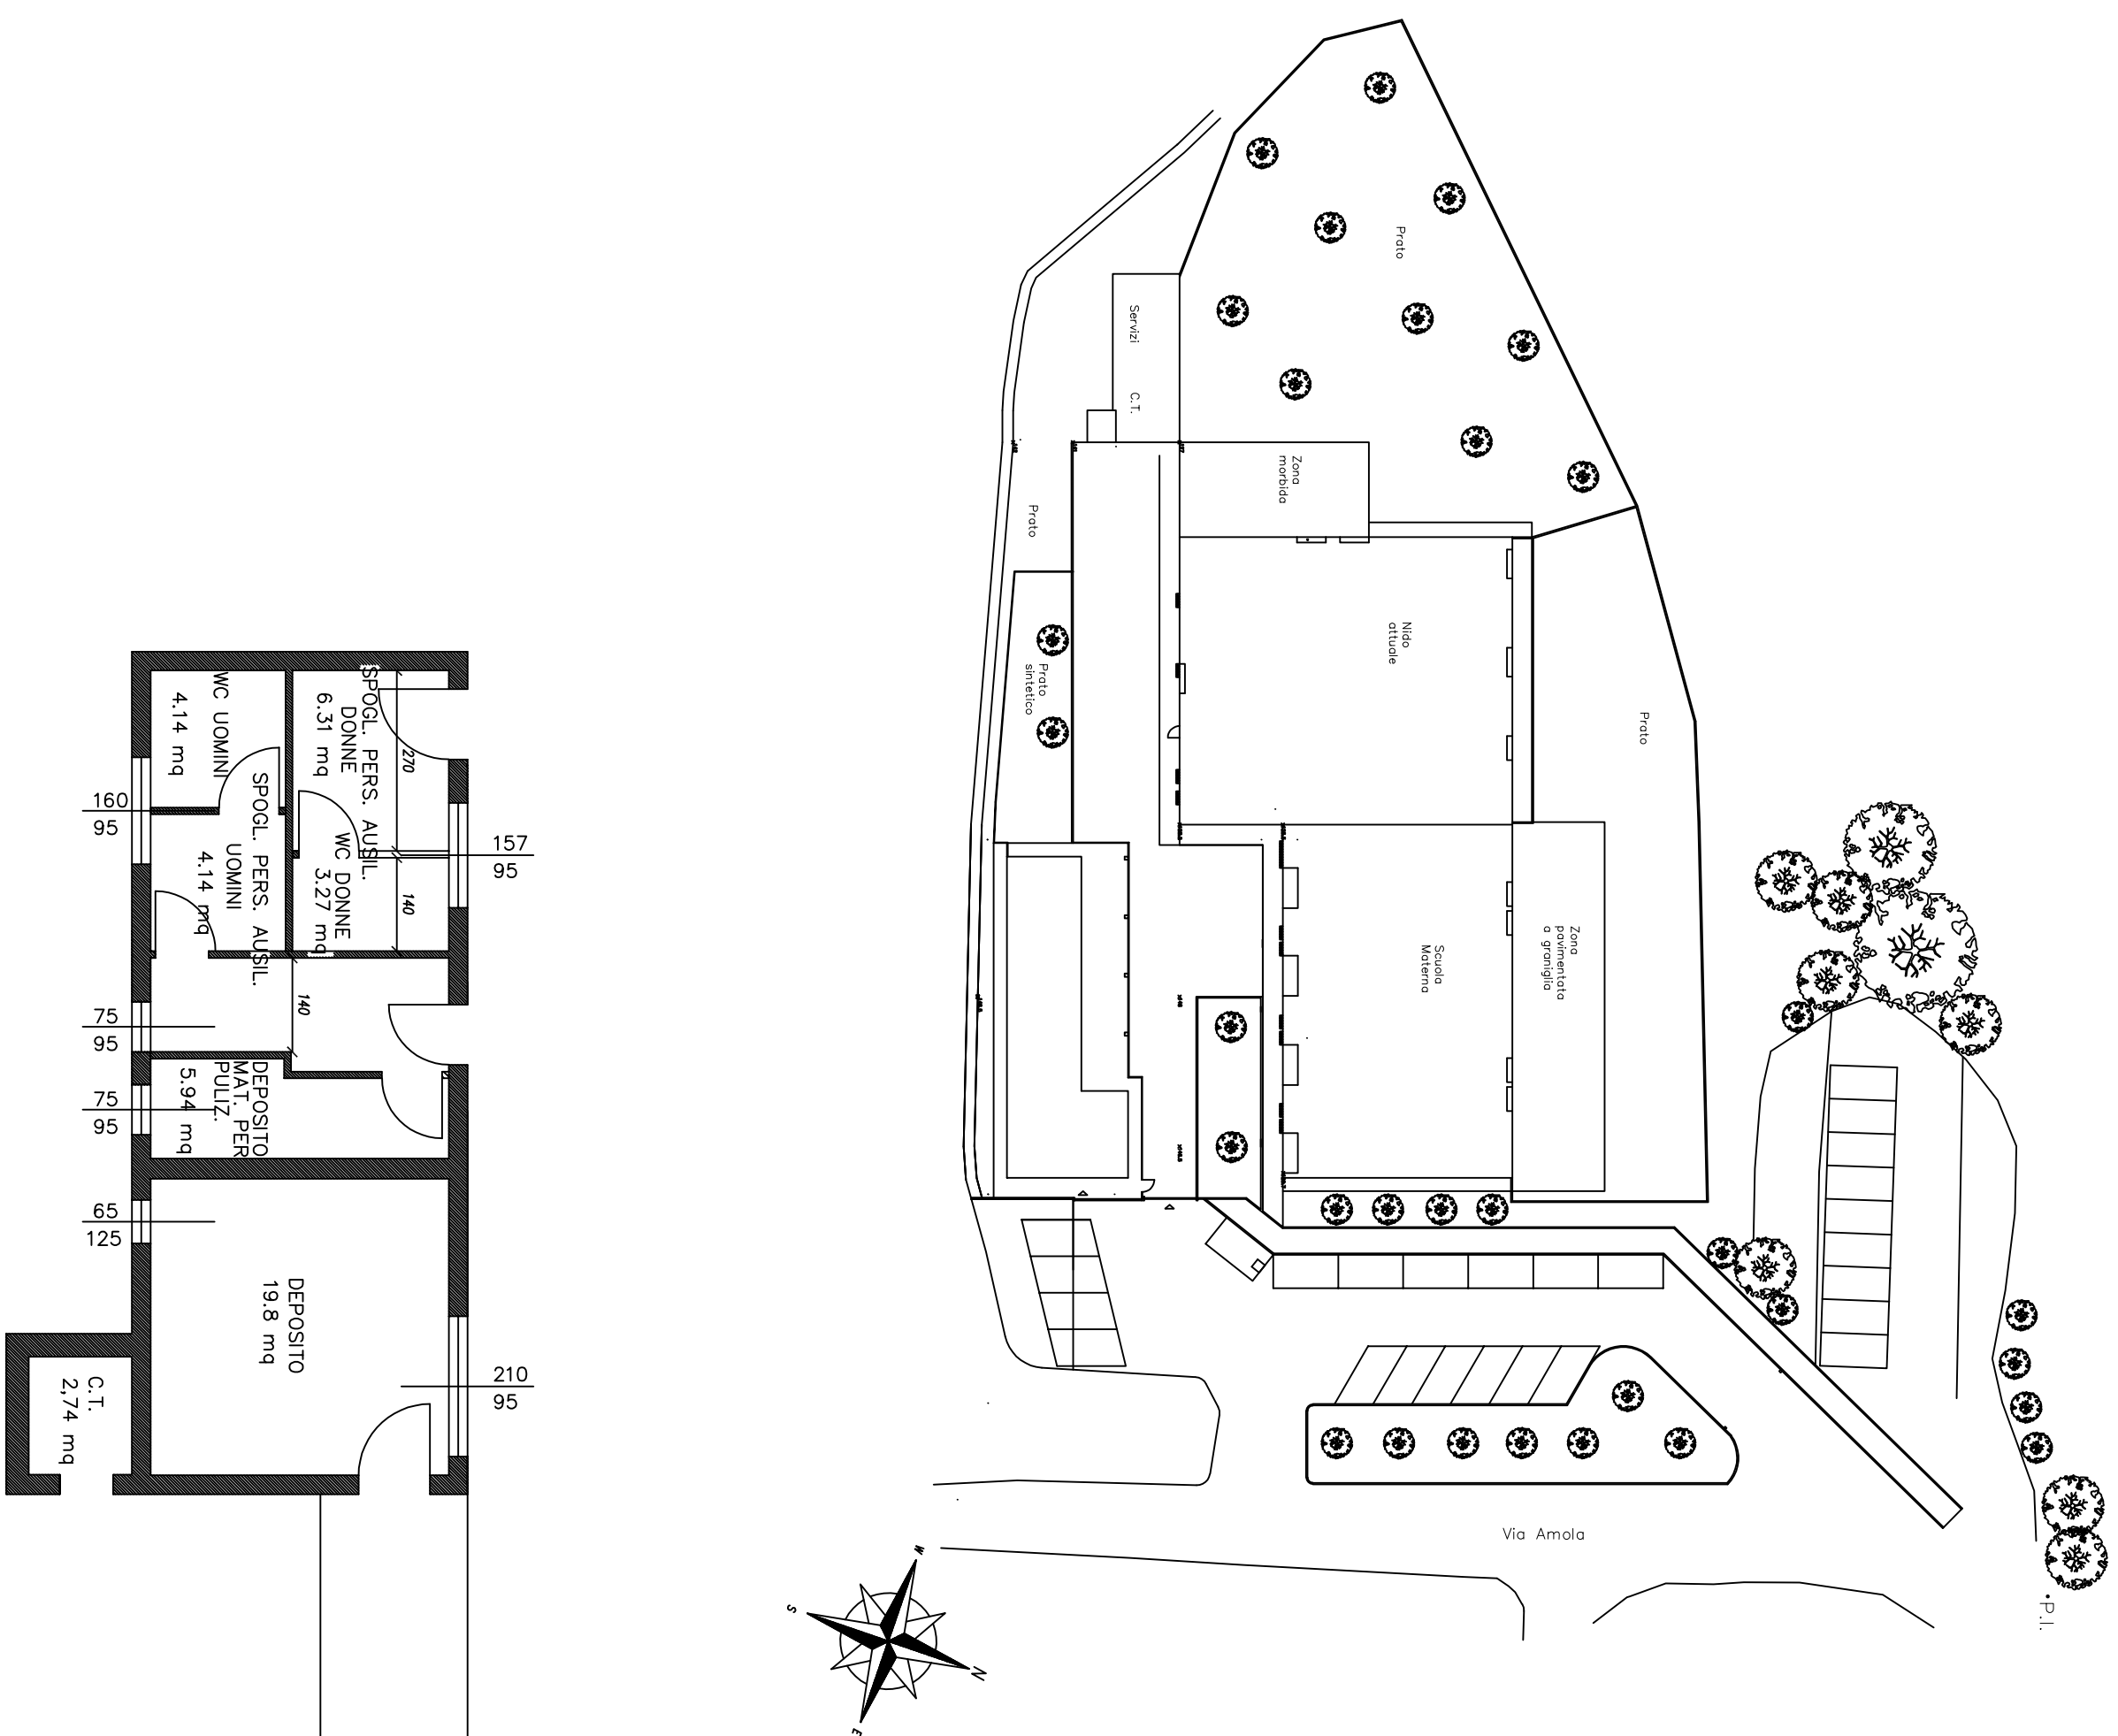 WC UOMINI
4.14 mq
SPOGL. PERS. AUSIL.
DONNE
6.31 mq
270
SPOGL. PERS. AUSIL.
UOMINI
4.14 mq
WC DONNE
3.27 mq
140
140
DEPOSITO
MAT. PER
PULIZ.
5.94 mq
DEPOSITO
19.8 mq
C.T.
2,74 mq
160
95
157
95
75
95
75
95
65
125
210
95
Prato
Servizi
C.T.
Zona
morbida
Prato
Nido
attuale
Prato
sintetico
Prato
Scuola
Materna
Zona
pavimentata
a graniglia
Via Amola
P.I.
W
S
N
E